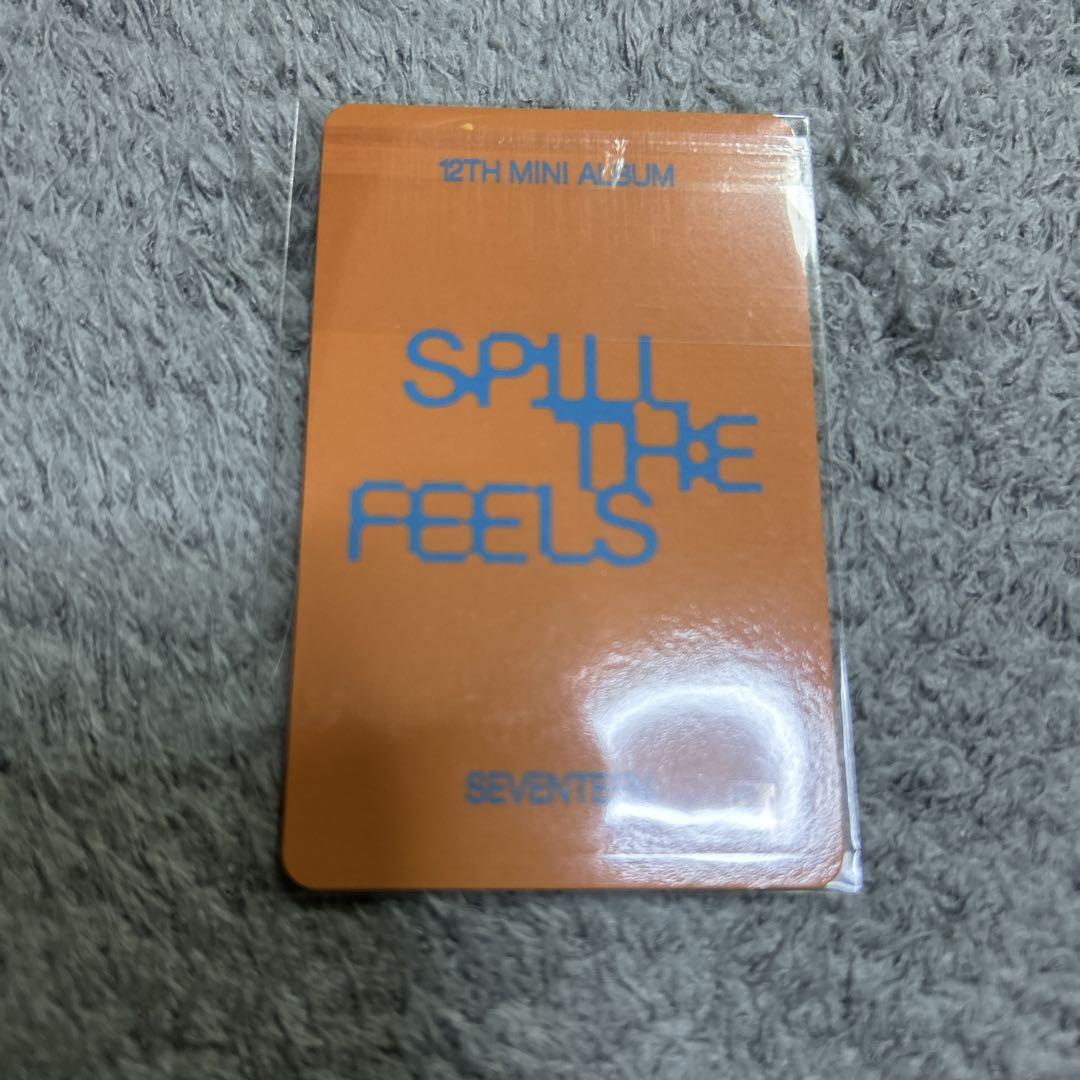 12TH MINI ALBUM
SPILL
THE
FEELS
SEVENTEEN